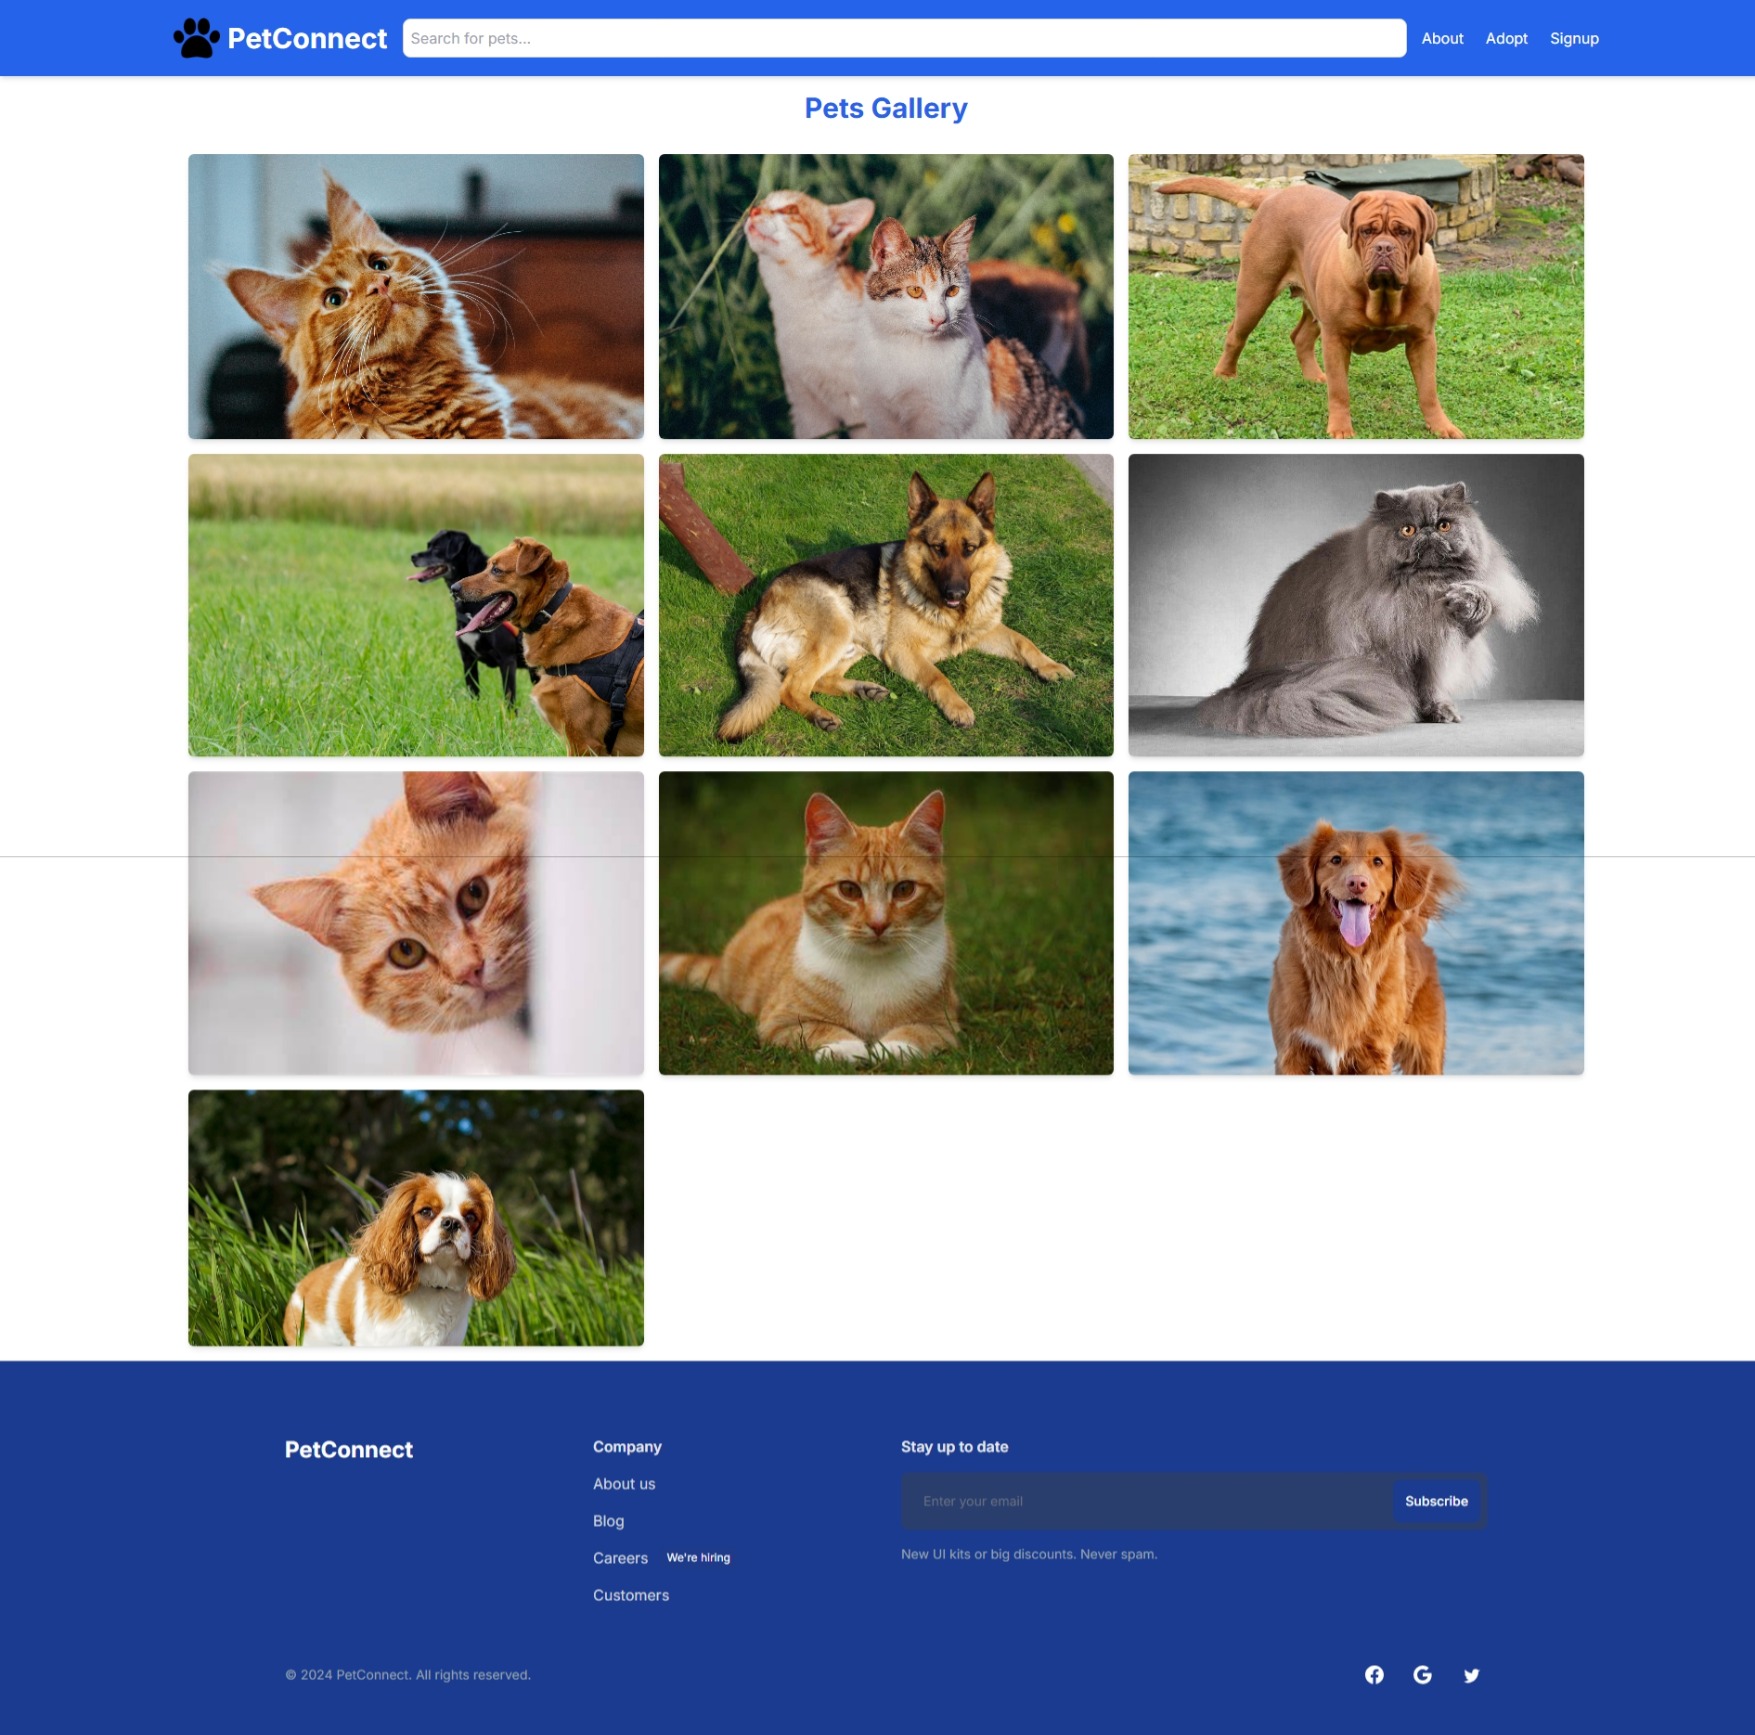 PetConnect
Search for pets...
About
Adopt
Signup
Pets Gallery
PetConnect
Company
About us
Blog
Careers We're hiring
Customers
Stay up to date
Enter your email
Subscribe
New UI kits or big discounts. Never spam.
© 2024 PetConnect. All rights reserved.